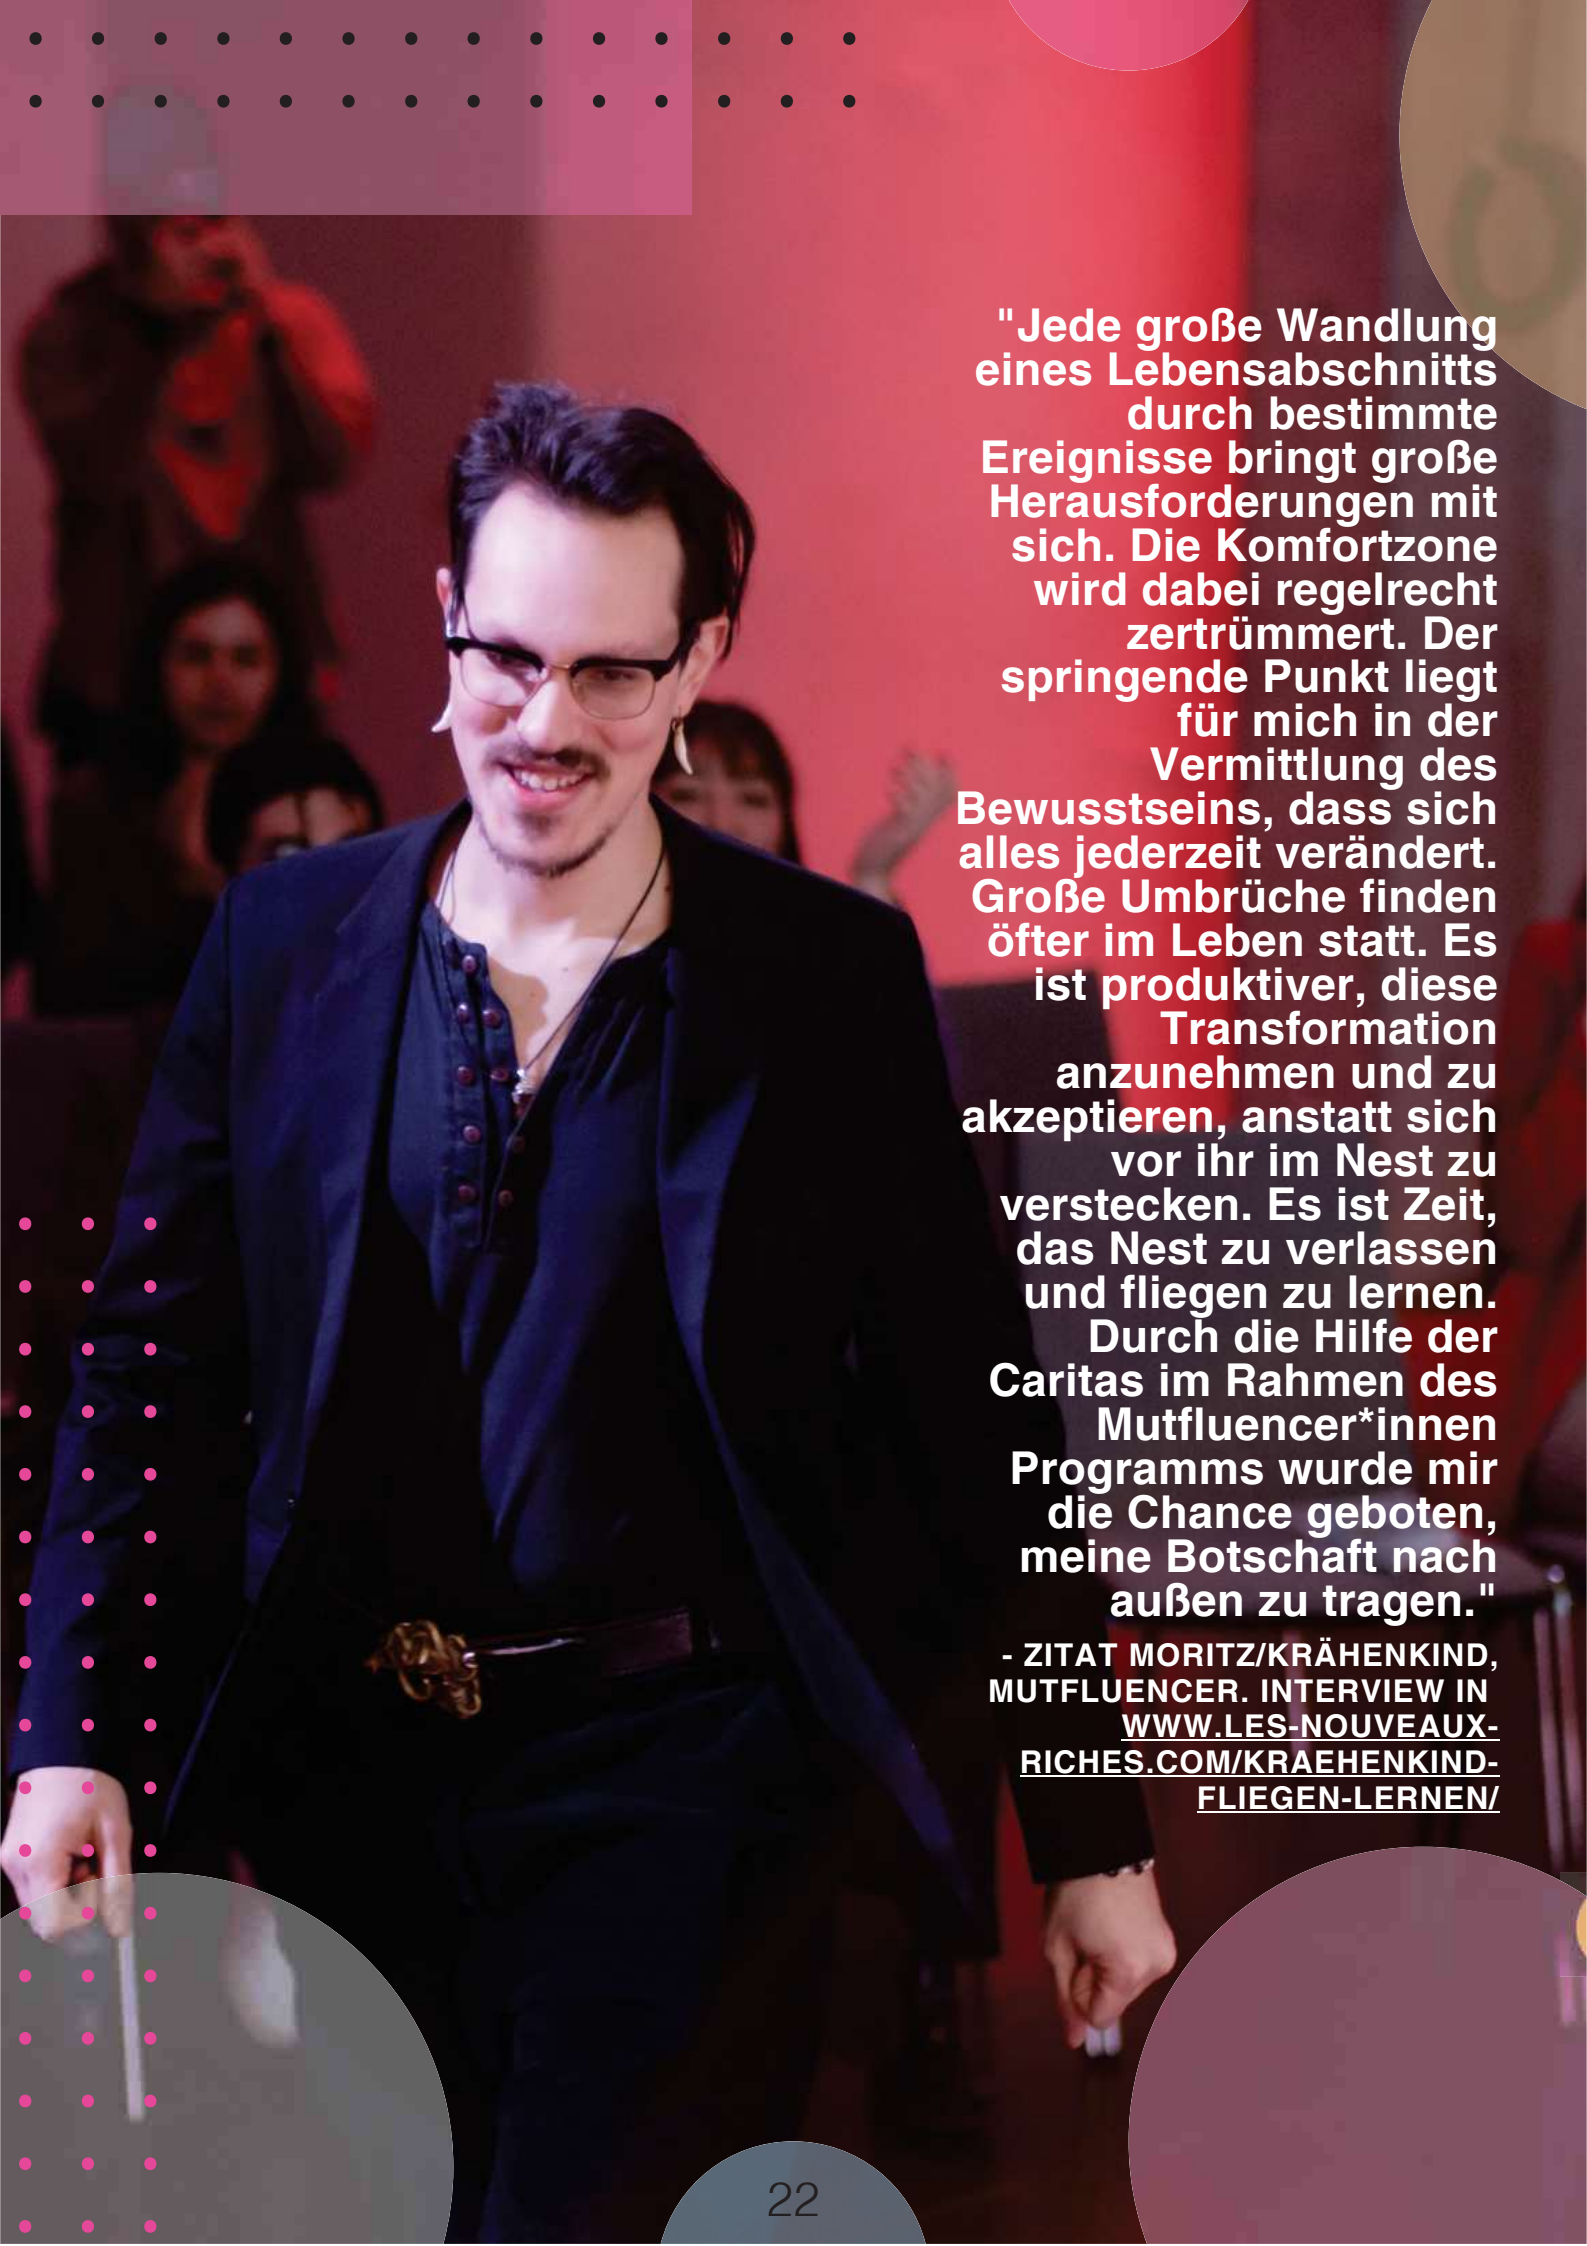 "Jede große Wandlung
eines Lebensabschnitts
durch bestimmte
Ereignisse bringt große
Herausforderungen mit
sich. Die Komfortzone
wird dabei regelrecht
zertrümmert. Der
springende Punkt liegt
für mich in der
Vermittlung des
Bewusstseins, dass sich
alles jederzeit verändert.
Große Umbrüche finden
öfter im Leben statt. Es
ist produktiver, diese
Transformation
anzunehmen und zu
akzeptieren, anstatt sich
vor ihr im Nest zu
verstecken. Es ist Zeit,
das Nest zu verlassen
und fliegen zu lernen.
Durch die Hilfe der
Caritas im Rahmen des
Mutfluencer*innen
Programms wurde mir
die Chance geboten,
meine Botschaft nach
außen zu tragen."
- ZITAT MORITZ/KRÄHENKIND,
MUTFLUENCER. INTERVIEW IN
WWW.LES-NOUVEAUX-
RICHES.COM/KRAEHENKIND-
FLIEGEN-LERNEN/
22